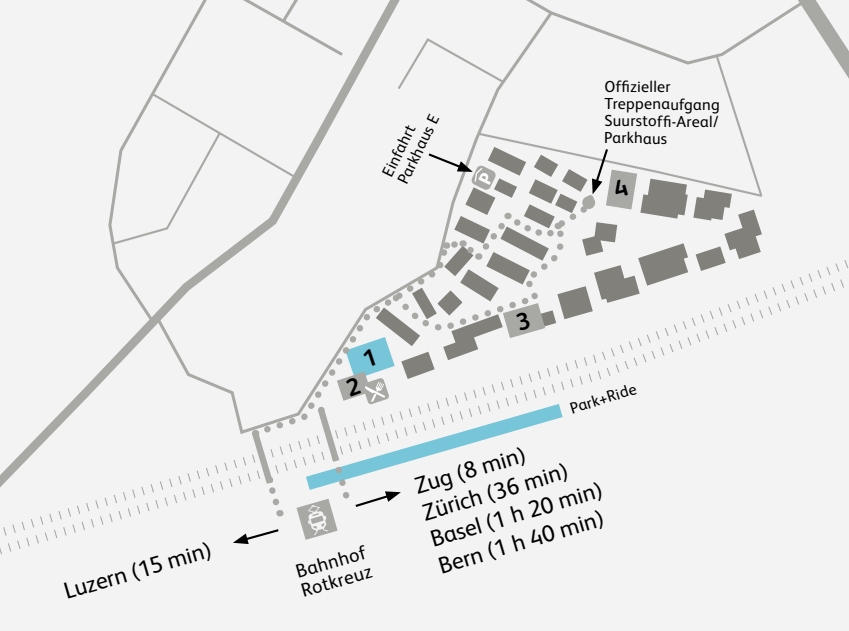 Offizieller
Treppenaufgang
Suurstoffi-Areal/
Parkhaus
Einfahrt
Parkhaus E
P
4
3
1
2
Park+Ride
Zug (8 min)
Zürich (36 min)
Basel (1 h 20 min)
Bern (1 h 40 min)
Luzern (15 min)
Bahnhof
Rotkreuz